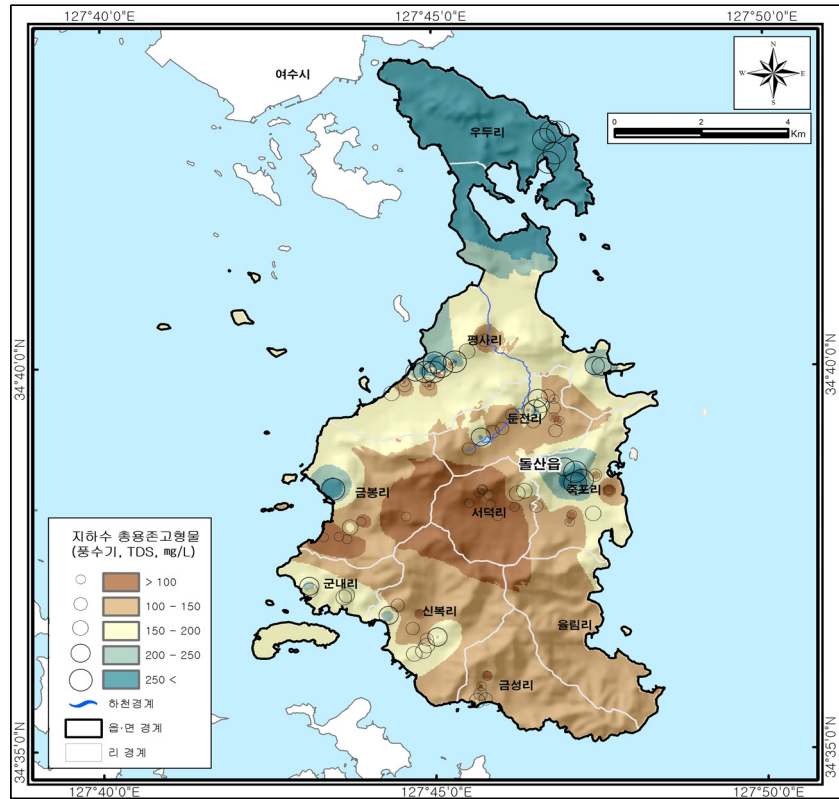 127°40'0"E
127°45'0"E
127°50'0"E
여수시
N
W
E
S
0
2
4
Km
우두리
34°40'0"N
34°40'0"N
평사리
둔전리
돌산읍
죽포리
금봉리
서덕리
군내리
신복리
율림리
금성리
지하수 총용존고형물
(풍수기, TDS, ㎎/L)
> 100
100 - 150
150 - 200
200 - 250
250 <
하천경계
읍·면 경계
리 경계
34°35'0"N
34°35'0"N
127°40'0"E
127°45'0"E
127°50'0"E